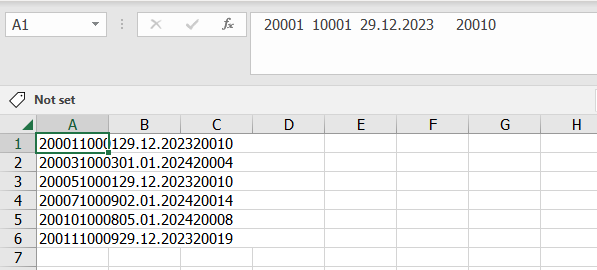 A1 fx 20001 10001 29.12.2023 20010
Not set
A B C D E F G H
1 200011000129.12.202320010
2 200031000301.01.202420004
3 200051000129.12.202320010
4 200071000902.01.202420014
5 200101000805.01.202420008
6 200111000929.12.202320019
7